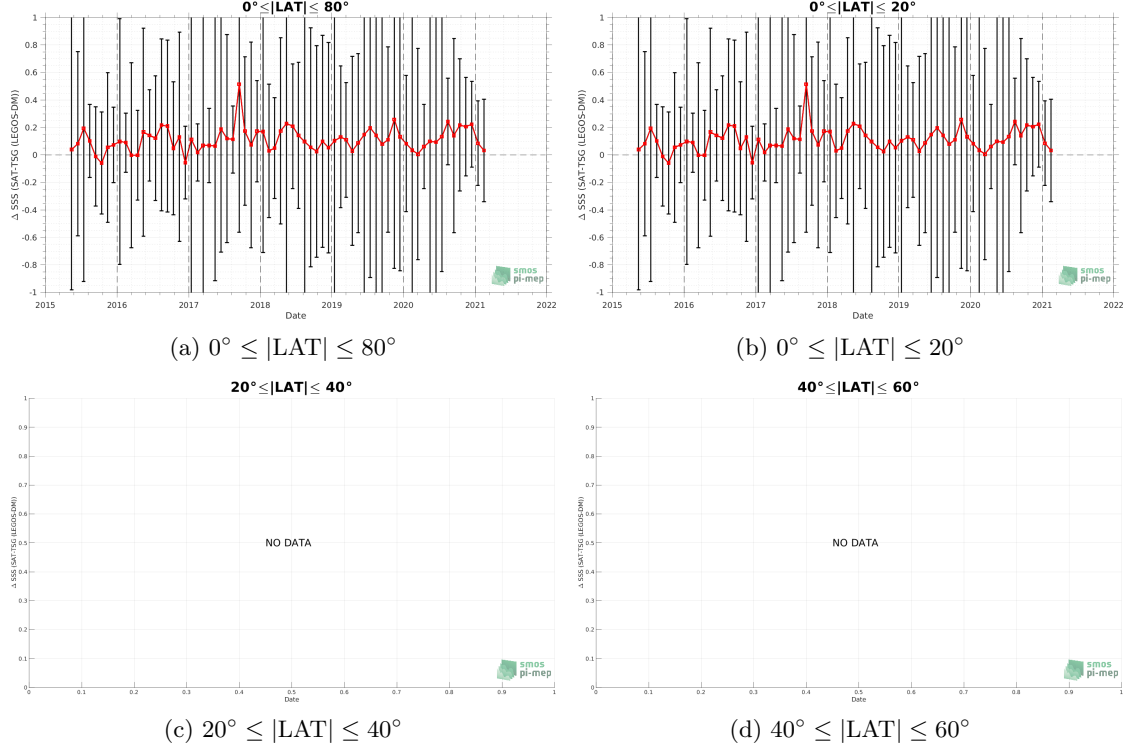 0°≤|LAT|≤ 80°
1
0.8
0.6
0.4
0.2
0
-0.2
-0.4
-0.6
-0.8
-1
Δ SSS (SAT-TSG (LEGOS-DM))
2015 2016 2017 2018 2019 2020 2021 2022
Date
smos
pi-mep
(a) 0° ≤ |LAT| ≤ 80°
0°≤|LAT|≤ 20°
1
0.8
0.6
0.4
0.2
0
-0.2
-0.4
-0.6
-0.8
-1
Δ SSS (SAT-TSG (LEGOS-DM))
2015 2016 2017 2018 2019 2020 2021 2022
Date
smos
pi-mep
(b) 0° ≤ |LAT| ≤ 20°
20°≤|LAT|≤ 40°
1
0.9
0.8
0.7
0.6
0.5
0.4
0.3
0.2
0.1
0
Δ SSS (SAT-TSG (LEGOS-DM))
NO DATA
0 0.1 0.2 0.3 0.4 0.5 0.6 0.7 0.8 0.9 1
Date
smos
pi-mep
(c) 20° ≤ |LAT| ≤ 40°
40°≤|LAT|≤ 60°
1
0.9
0.8
0.7
0.6
0.5
0.4
0.3
0.2
0.1
0
Δ SSS (SAT-TSG (LEGOS-DM))
NO DATA
0 0.1 0.2 0.3 0.4 0.5 0.6 0.7 0.8 0.9 1
Date
smos
pi-mep
(d) 40° ≤ |LAT| ≤ 60°